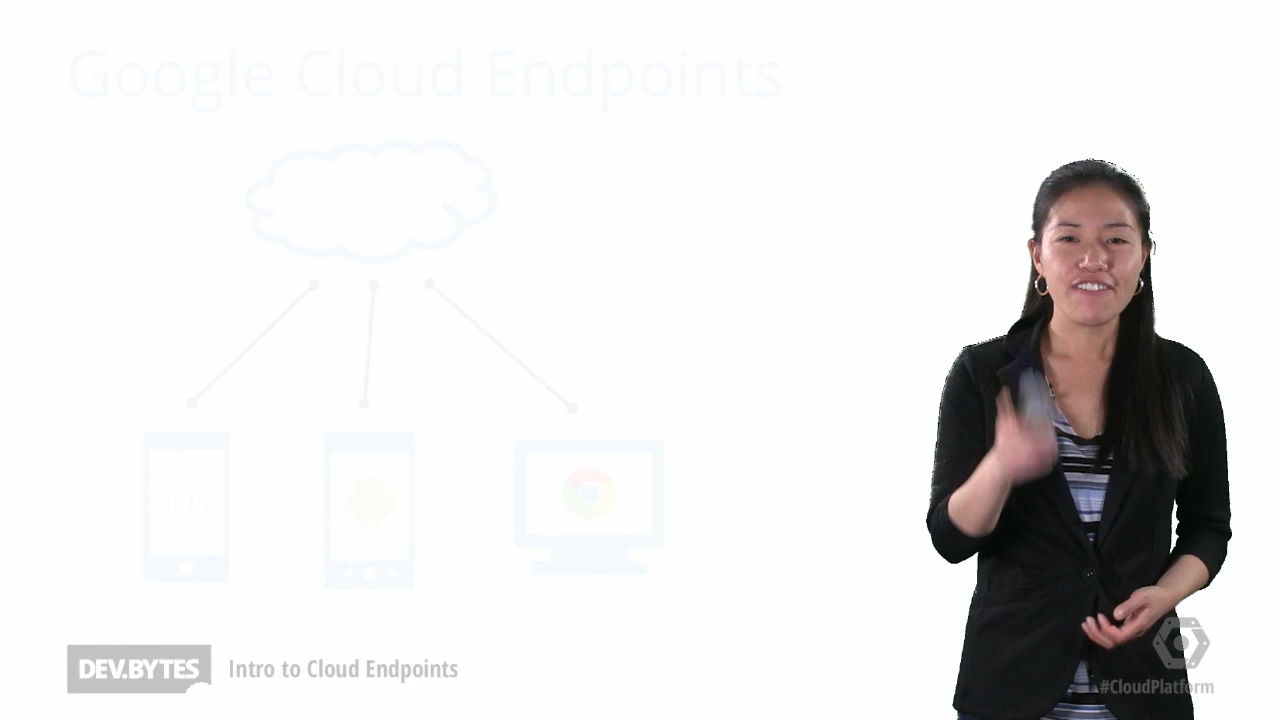 Google Cloud Endpoints
iOS
DEV.BYTES
Intro to Cloud Endpoints
#CloudPlatform